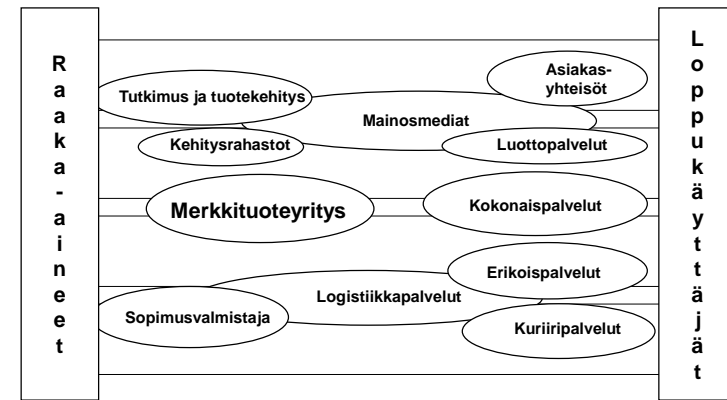 Raaka-aineet
Asiakas-
yhteisöt
Tutkimus ja tuotekehitys
Mainosmediat
Kehitysrahastot
Luottopalvelut
Merkkituoteyritys
Kokonaispalvelut
Erikoispalvelut
Logistiikkapalvelut
Sopimusvalmistaja
Kuriiripalvelut
Loppukäyttäjät